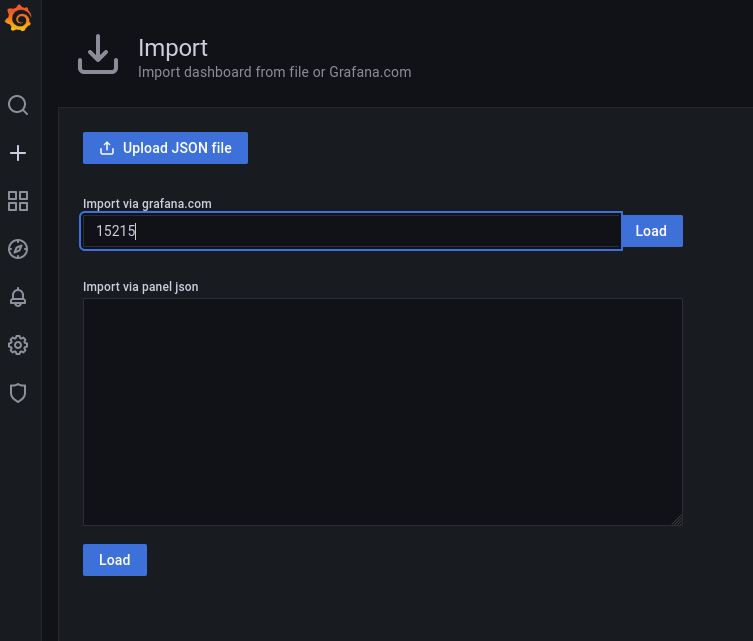 Import
Import dashboard from file or Grafana.com
Upload JSON file
Import via grafana.com
15215
Load
Import via panel json
Load